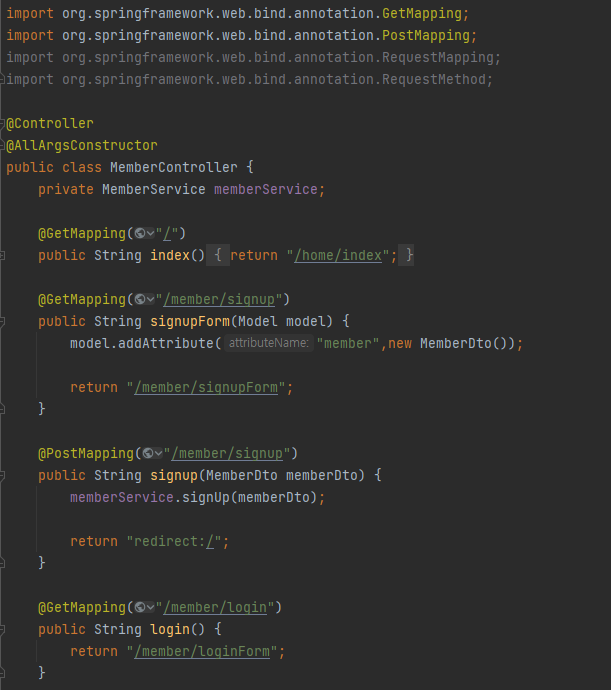 import org.springframework.web.bind.annotation.GetMapping;
import org.springframework.web.bind.annotation.PostMapping;
import org.springframework.web.bind.annotation.RequestMapping;
import org.springframework.web.bind.annotation.RequestMethod;
@Controller
@AllArgsConstructor
public class MemberController {
private MemberService memberService;
@GetMapping("/")
public String index() { return "/home/index"; }
@GetMapping("/member/signup")
public String signupForm(Model model) {
model.addAttribute( attributeName: "member",new MemberDto());
return "/member/signupForm";
}
@PostMapping("/member/signup")
public String signup(MemberDto memberDto) {
memberService.signUp(memberDto);
return "redirect:/";
}
@GetMapping("/member/login")
public String login() {
return "/member/loginForm";
}